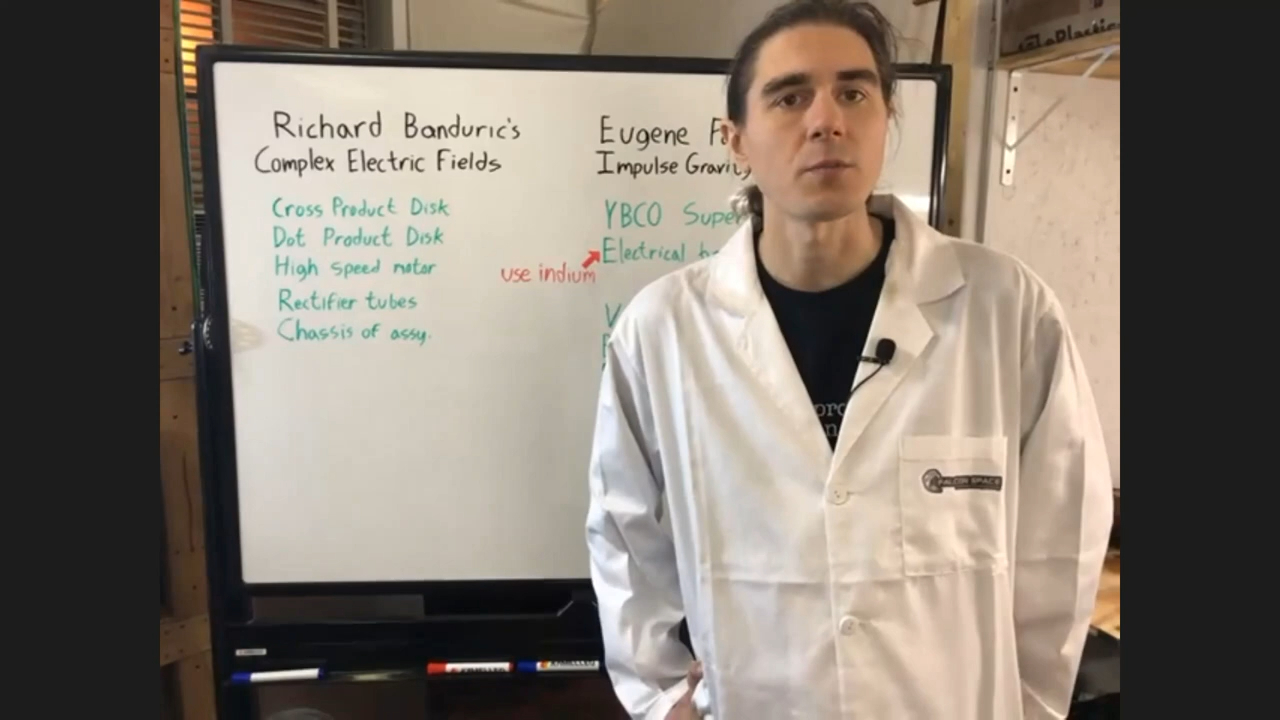 Richard Banduric's
Complex Electric Fields
Cross Product Disk
Dot Product Disk
High speed motor
Rectifier tubes
Chassis of assy.
Eugene
Impulse Gravity
YBCO
Electrical
use indium
FALCON SPACE